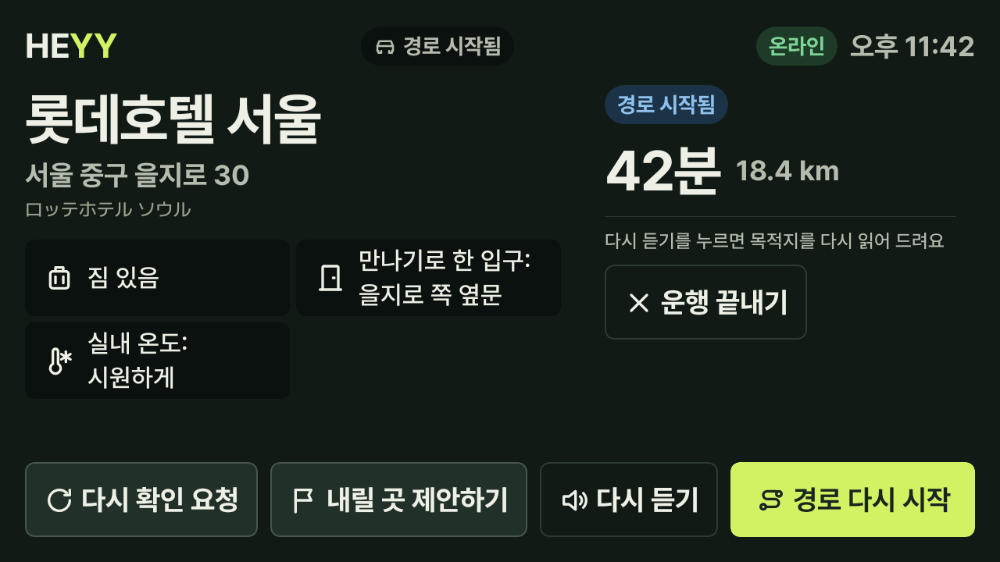 HEYY
경로 시작됨
온라인
오후 11:42
롯데호텔 서울
서울 중구 을지로 30
ロッテホテル ソウル
짐 있음
만나기로 한 입구:
을지로 쪽 옆문
실내 온도:
시원하게
경로 시작됨
42분 18.4 km
다시 듣기를 누르면 목적지를 다시 읽어 드려요
운행 끝내기
다시 확인 요청
내릴 곳 제안하기
다시 듣기
경로 다시 시작